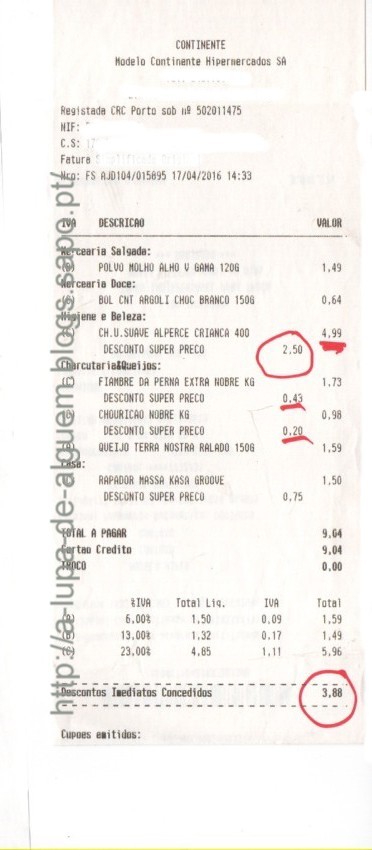 CONTINENTE
Modelo Continente Hipermercados SA
Registada CRC Porto sob nº 502011475
NIF:
C.S:
Fatura
Nro: FS AJD104/015895 17/04/2016 14:33
IVA DESCRICAO VALOR
Mercearia Salgada:
(B) POLVO MOLHO ALHO V GAMA 120G 1,49
Mercearia Doce:
(C) BOL CNT ARGOLI CHOC BRANCO 150G 0,64
Higiene e Beleza:
CH.U.SUAVE ALPERCE CRIANCA 400 4,99
DESCONTO SUPER PRECO 2,50
Charcutaria&Queijos:
(C) FIAMBRE DA PERNA EXTRA NOBRE KG 1,73
DESCONTO SUPER PRECO 0,43
CHOURICAO NOBRE KG 0,98
DESCONTO SUPER PRECO 0,20
QUEIJO TERRA NOSTRA RALADO 150G 1,59
Casa:
RAPADOR MASSA KASA GROOVE 1,50
DESCONTO SUPER PRECO 0,75
TOTAL A PAGAR 9.04
Cartao Credito 9.04
TROCO 0.00
%IVA Total Liq. IVA Total
(A) 6.00% 1.50 0.09 1.59
(B) 13.00% 1.32 0.17 1.49
(C) 23.00% 4.85 1.11 5.96
Descontos Imediatos Concedidos 3,88
Cupoes emitidos:
http://a-lupa-de-alguem.blogs.sapo.pt/